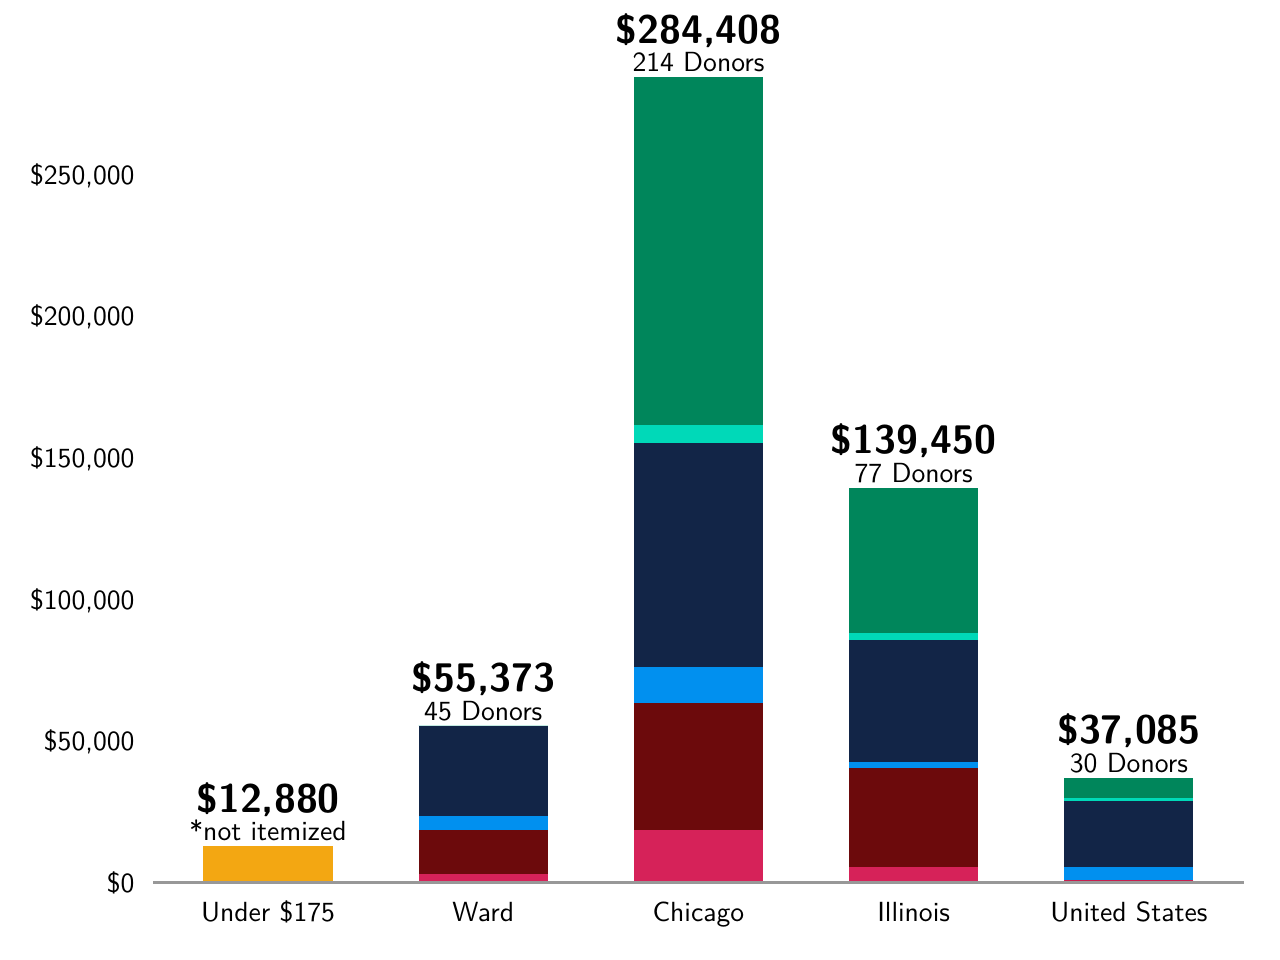 $284,408
214 Donors
$250,000
$200,000
$150,000
$139,450
77 Donors
$100,000
$55,373
45 Donors
$50,000
$37,085
30 Donors
$12,880
*not itemized
$0
Under $175
Ward
Chicago
Illinois
United States